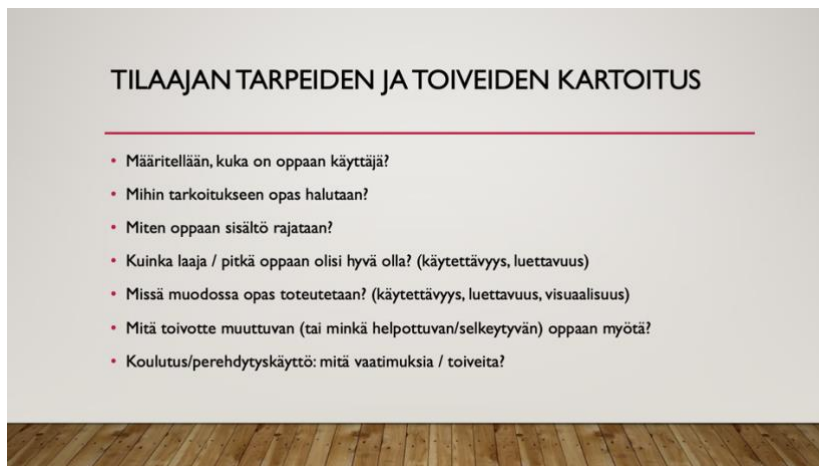 TILAAJAN TARPEIDEN JA TOIVEIDEN KARTOITUS
• Määritellään, kuka on oppaan käyttäjä?
• Mihin tarkoitukseen opas halutaan?
• Miten oppaan sisältö rajataan?
• Kuinka laaja / pitkä oppaan olisi hyvä olla? (käytettävyys, luettavuus)
• Missä muodossa opas toteutetaan? (käytettävyys, luettavuus, visuaalisuus)
• Mitä toivotte muuttuvan (tai minkä helpottuvan/selkeytyvän) oppaan myötä?
• Koulutus/perehdytyskäyttö: mitä vaatimuksia / toiveita?